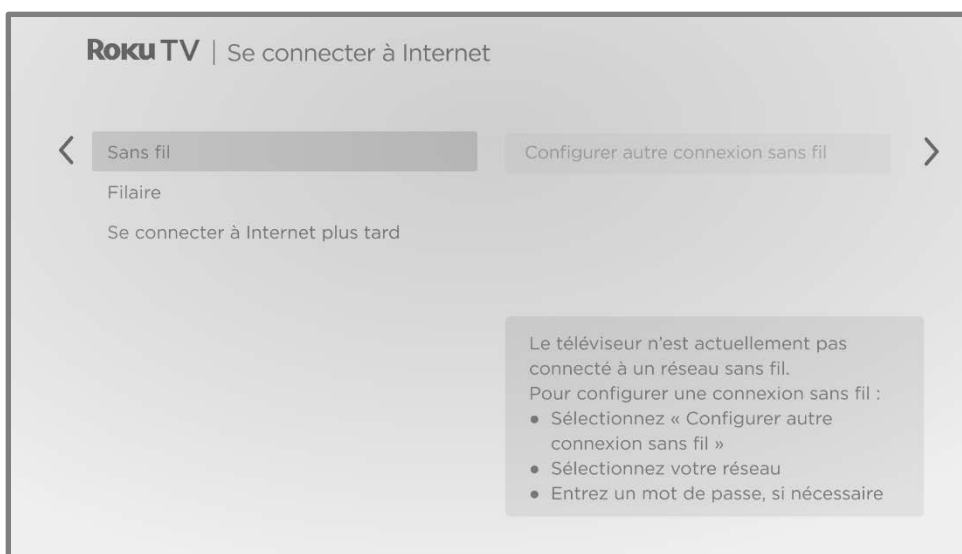 Roku TV | Se connecter à Internet
Sans fil
Configurer autre connexion sans fil
Filaire
Se connecter à Internet plus tard
Le téléviseur n'est actuellement pas
connecté à un réseau sans fil.
Pour configurer une connexion sans fil :
• Sélectionnez « Configurer autre
connexion sans fil »
• Sélectionnez votre réseau
• Entrez un mot de passe, si nécessaire